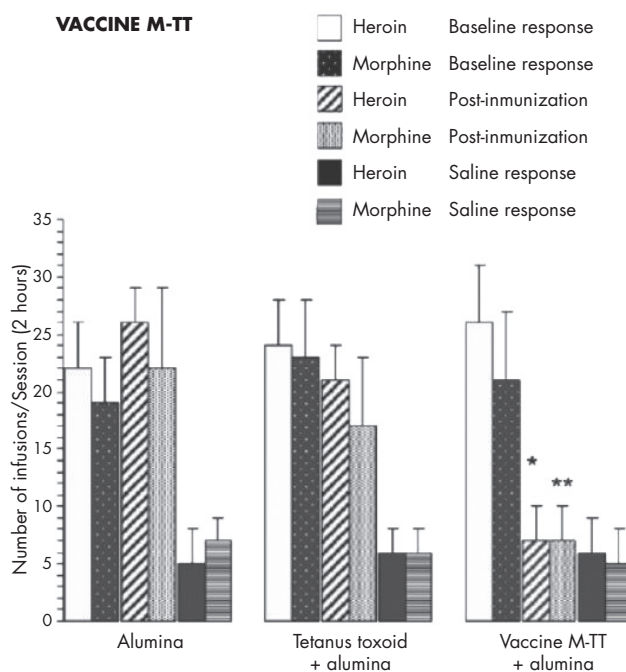 VACCINE M-TT
Heroin Baseline response
Morphine Baseline response
Heroin Post-inmunization
Morphine Post-inmunization
Heroin Saline response
Morphine Saline response
Number of infusions/Session (2 hours)
35
30
25
20
15
10
5
0
*
**
Alumina
Tetanus toxoid
+ alumina
Vaccine M-TT
+ alumina